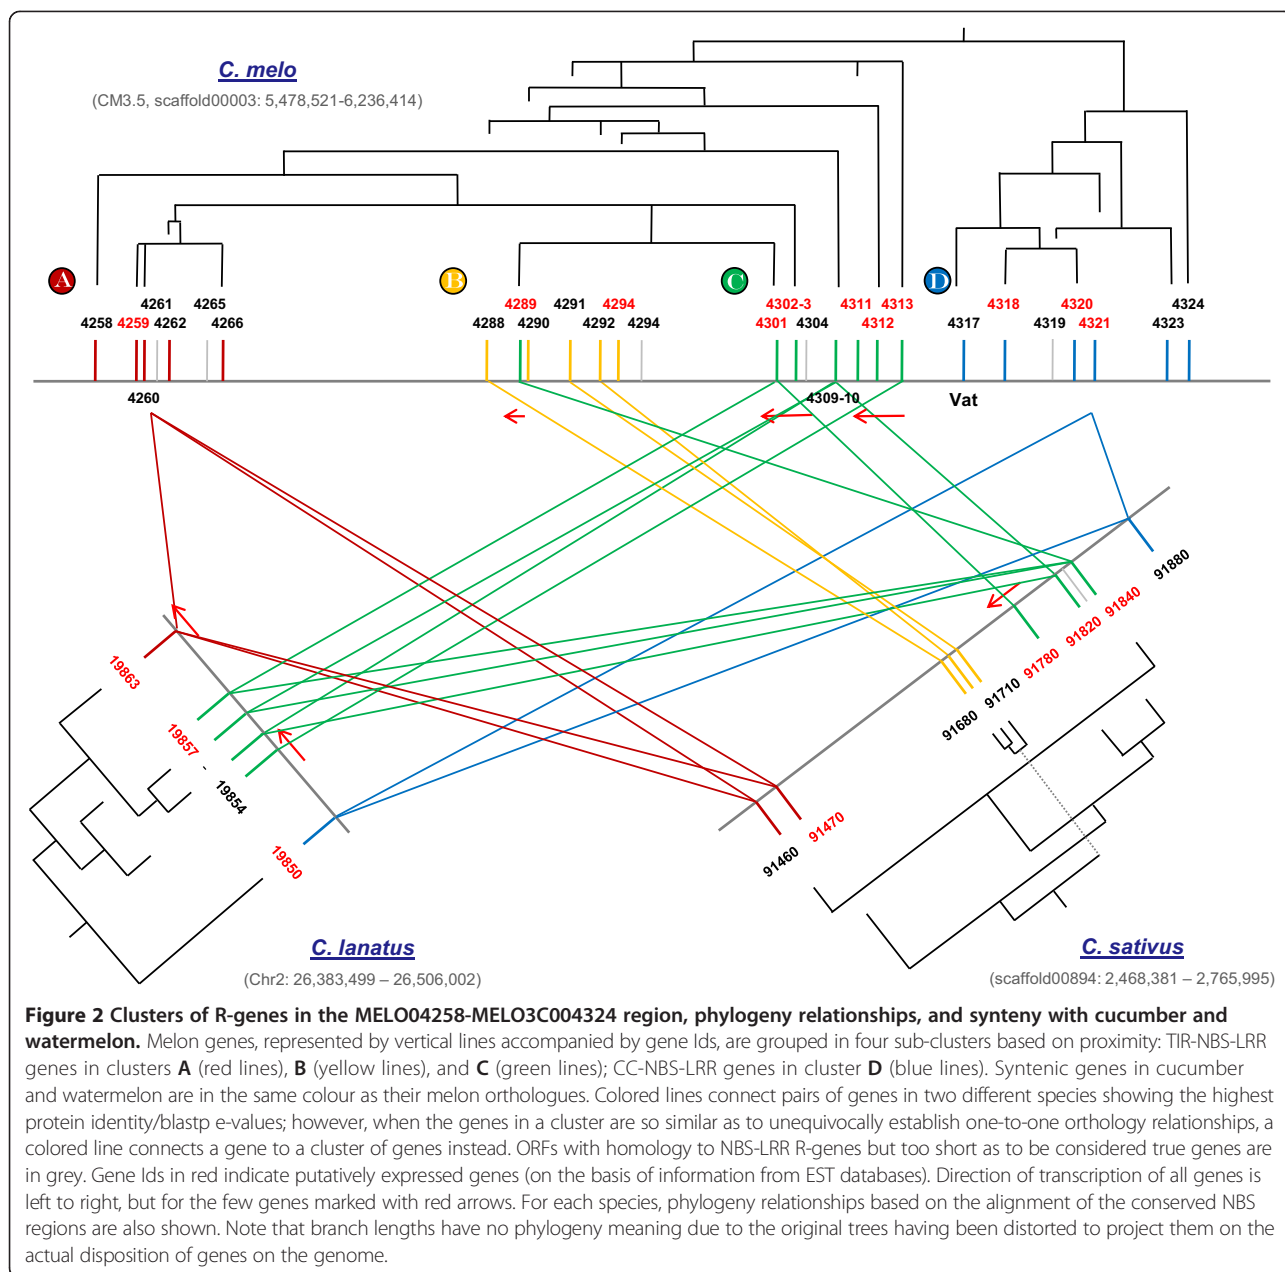 C. melo
(CM3.5, scaffold00003: 5,478,521-6,236,414)
A
B
C
D
4261 4265 4289 4291 4294 4302-3 4311 4313 4318 4320 4324
4258 4259 4262 4266 4288 4290 4292 4294 4301 4304 4312 4317 4319 4321 4323
4260
4309-10
Vat
91880
91840
91820
91780
91710
91680
19863
19857
-
19854
19850
91470
91460
C. lanatus
(Chr2: 26,383,499 – 26,506,002)
C. sativus
(scaffold00894: 2,468,381 – 2,765,995)
Figure 2 Clusters of R-genes in the MELO04258-MELO3C004324 region, phylogeny relationships, and synteny with cucumber and
watermelon. Melon genes, represented by vertical lines accompanied by gene Ids, are grouped in four sub-clusters based on proximity: TIR-NBS-LRR
genes in clusters A (red lines), B (yellow lines), and C (green lines); CC-NBS-LRR genes in cluster D (blue lines). Syntenic genes in cucumber
and watermelon are in the same colour as their melon orthologues. Colored lines connect pairs of genes in two different species showing the highest
protein identity/blastp e-values; however, when the genes in a cluster are so similar as to unequivocally establish one-to-one orthology relationships, a
colored line connects a gene to a cluster of genes instead. ORFs with homology to NBS-LRR R-genes but too short as to be considered true genes are
in grey. Gene Ids in red indicate putatively expressed genes (on the basis of information from EST databases). Direction of transcription of all genes is
left to right, but for the few genes marked with red arrows. For each species, phylogeny relationships based on the alignment of the conserved NBS
regions are also shown. Note that branch lengths have no phylogeny meaning due to the original trees having been distorted to project them on the
actual disposition of genes on the genome.